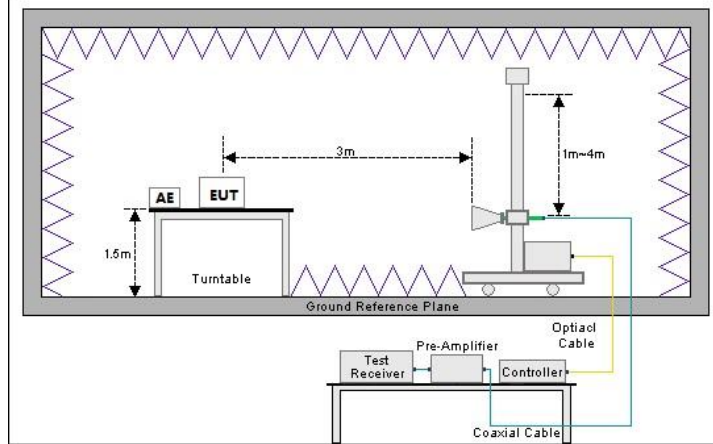 3m
1m~4m
AE
EUT
1.5m
Turntable
Ground Reference Plane
Optiacl
Cable
Pre-Amplifier
Test
Receiver
Controller
Coaxial Cable